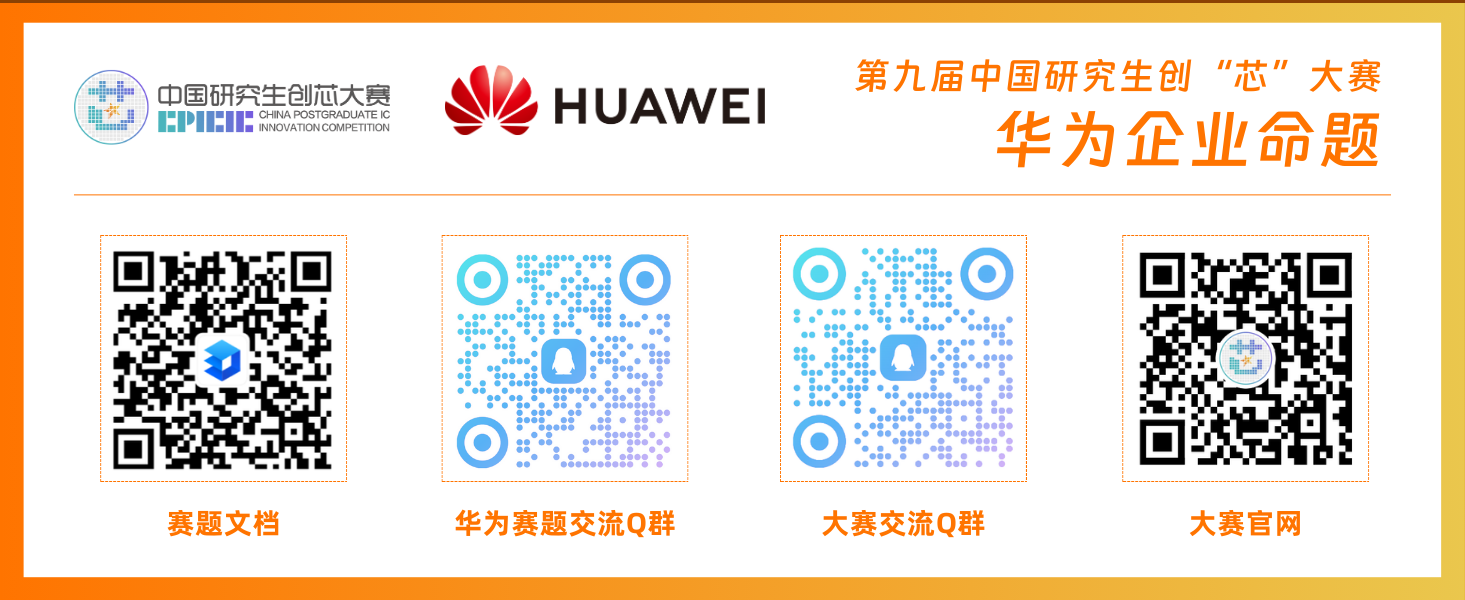 中国研究生创芯大赛
EPICIC
CHINA POSTGRADUATE IC
INNOVATION COMPETITION
HUAWEI
第九届中国研究生创“芯”大赛
华为企业命题
赛题文档
华为赛题交流Q群
大赛交流Q群
大赛官网